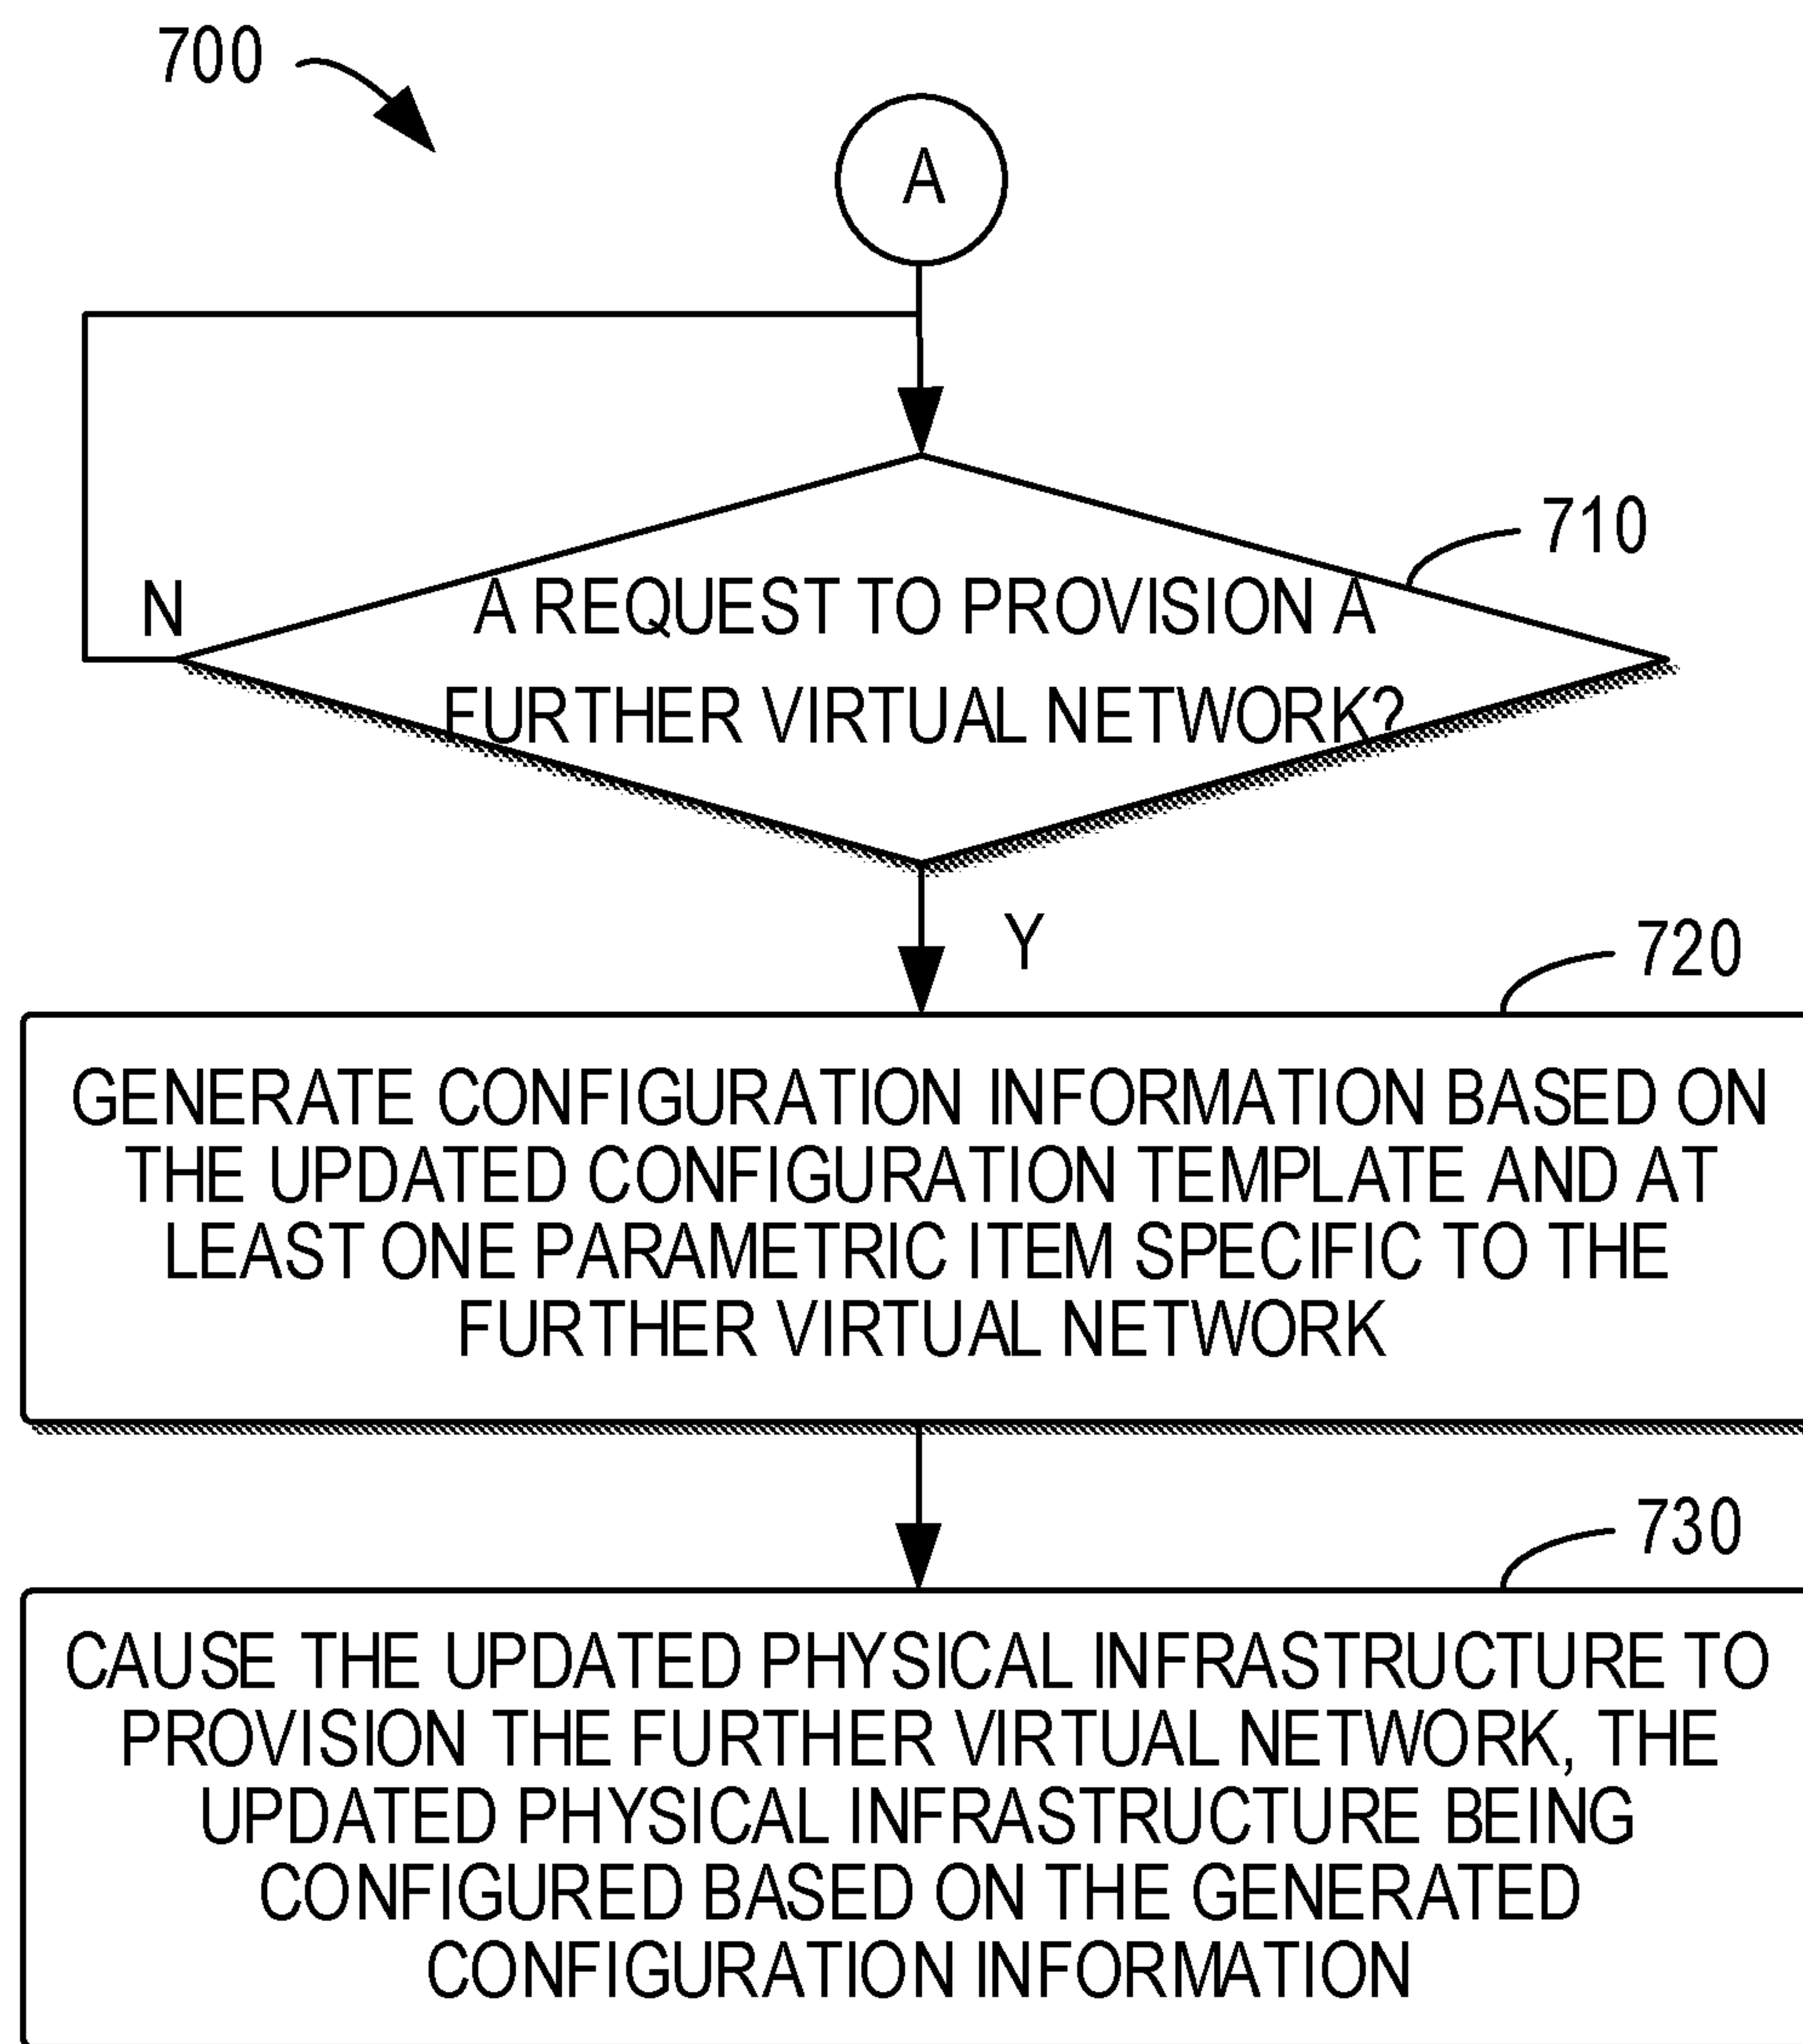 700
A
710
N
A REQUEST TO PROVISION A
FURTHER VIRTUAL NETWORK?
Y
720
GENERATE CONFIGURATION INFORMATION BASED ON
THE UPDATED CONFIGURATION TEMPLATE AND AT
LEAST ONE PARAMETRIC ITEM SPECIFIC TO THE
FURTHER VIRTUAL NETWORK
730
CAUSE THE UPDATED PHYSICAL INFRASTRUCTURE TO
PROVISION THE FURTHER VIRTUAL NETWORK, THE
UPDATED PHYSICAL INFRASTRUCTURE BEING
CONFIGURED BASED ON THE GENERATED
CONFIGURATION INFORMATION